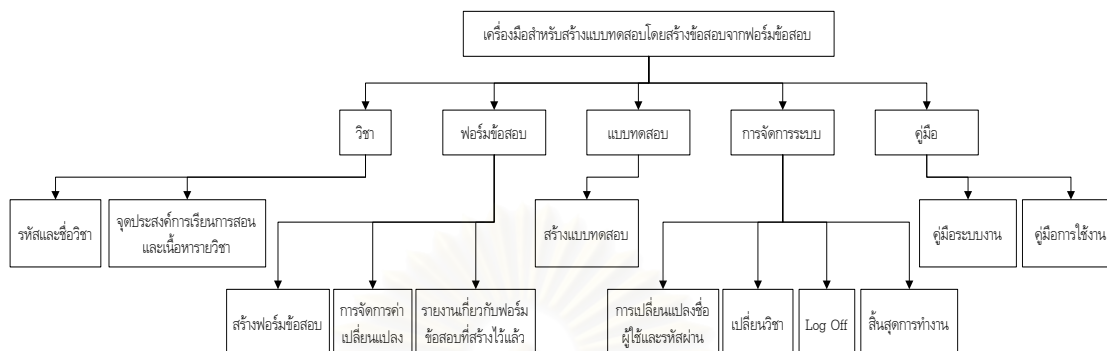 เครื่องมือสำหรับสร้างแบบทดสอบโดยสร้างข้อสอบจากฟอร์มข้อสอบ
วิชา
ฟอร์มข้อสอบ
แบบทดสอบ
การจัดการระบบ
คู่มือ
รหัสและชื่อวิชา
จุดประสงค์การเรียนการสอน
และเนื้อหารายวิชา
สร้างแบบทดสอบ
คู่มือระบบงาน
คู่มือการใช้งาน
สร้างฟอร์มข้อสอบ
การจัดการค่า
เปลี่ยนแปลง
รายงานเกี่ยวกับฟอร์ม
ข้อสอบที่สร้างไว้แล้ว
การเปลี่ยนแปลงชื่อ
ผู้ใช้และรหัสผ่าน
เปลี่ยนวิชา
Log Off
สิ้นสุดการทำงาน